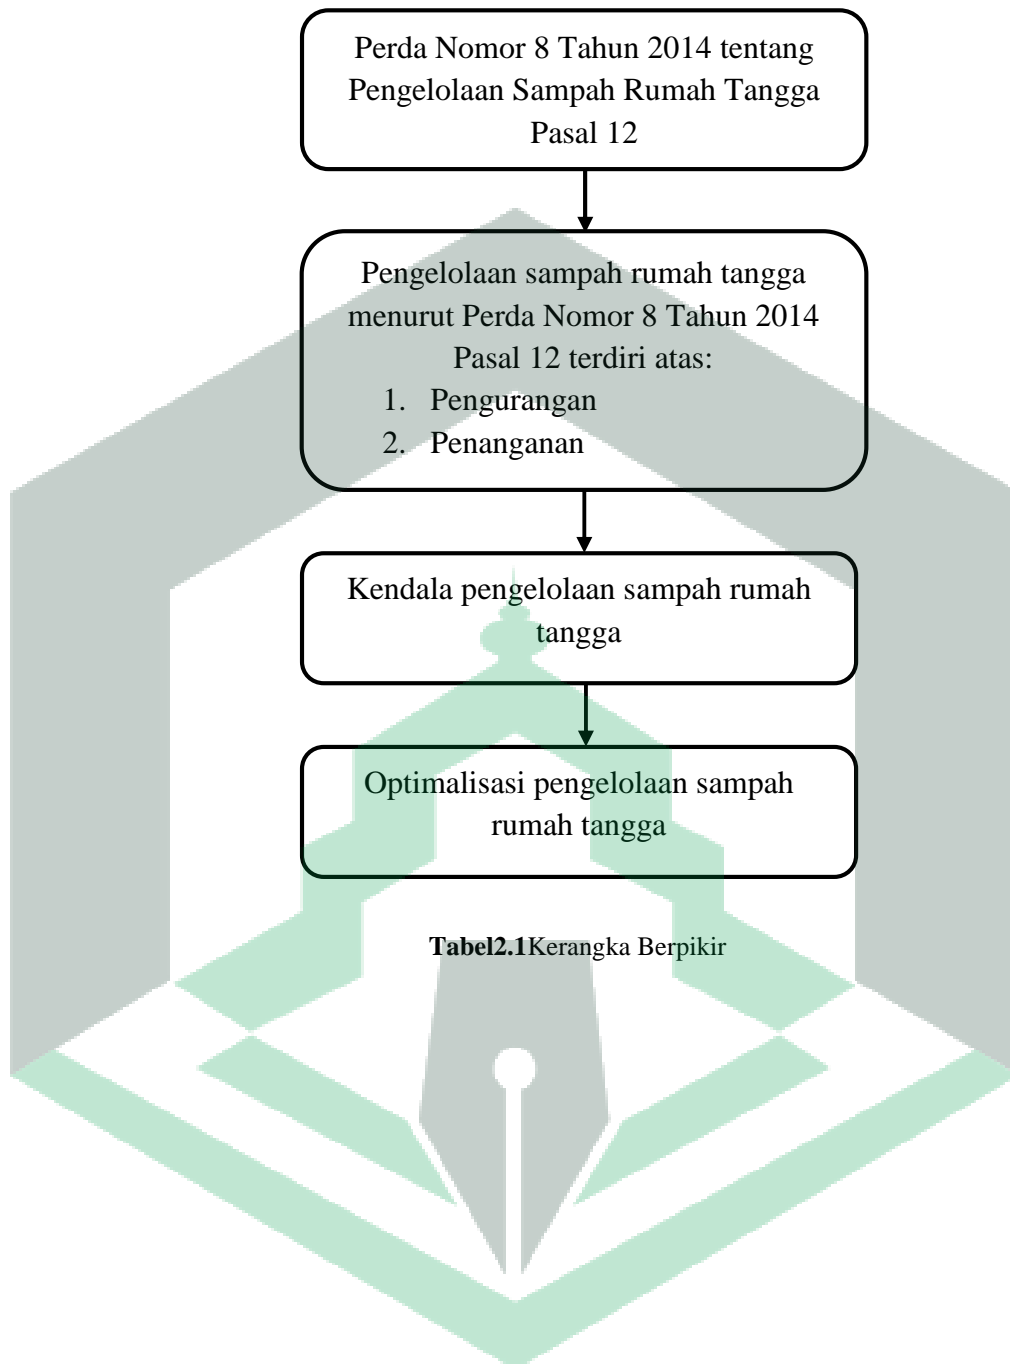 Perda Nomor 8 Tahun 2014 tentang
Pengelolaan Sampah Rumah Tangga
Pasal 12
Pengelolaan sampah rumah tangga
menurut Perda Nomor 8 Tahun 2014
Pasal 12 terdiri atas:
1. Pengurangan
2. Penanganan
Kendala pengelolaan sampah rumah
tangga
Optimalisasi pengelolaan sampah
rumah tangga
Tabel2.1Kerangka Berpikir